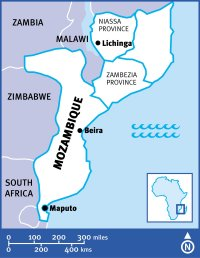 ZAMBIA
NIASSA
PROVINCE
MALAWI
Lichinga
ZAMBEZIA
PROVINCE
ZIMBABWE
MOZAMBIQUE
Beira
SOUTH
AFRICA
Maputo
0 100 200 300 miles
0 200 400 kms
N